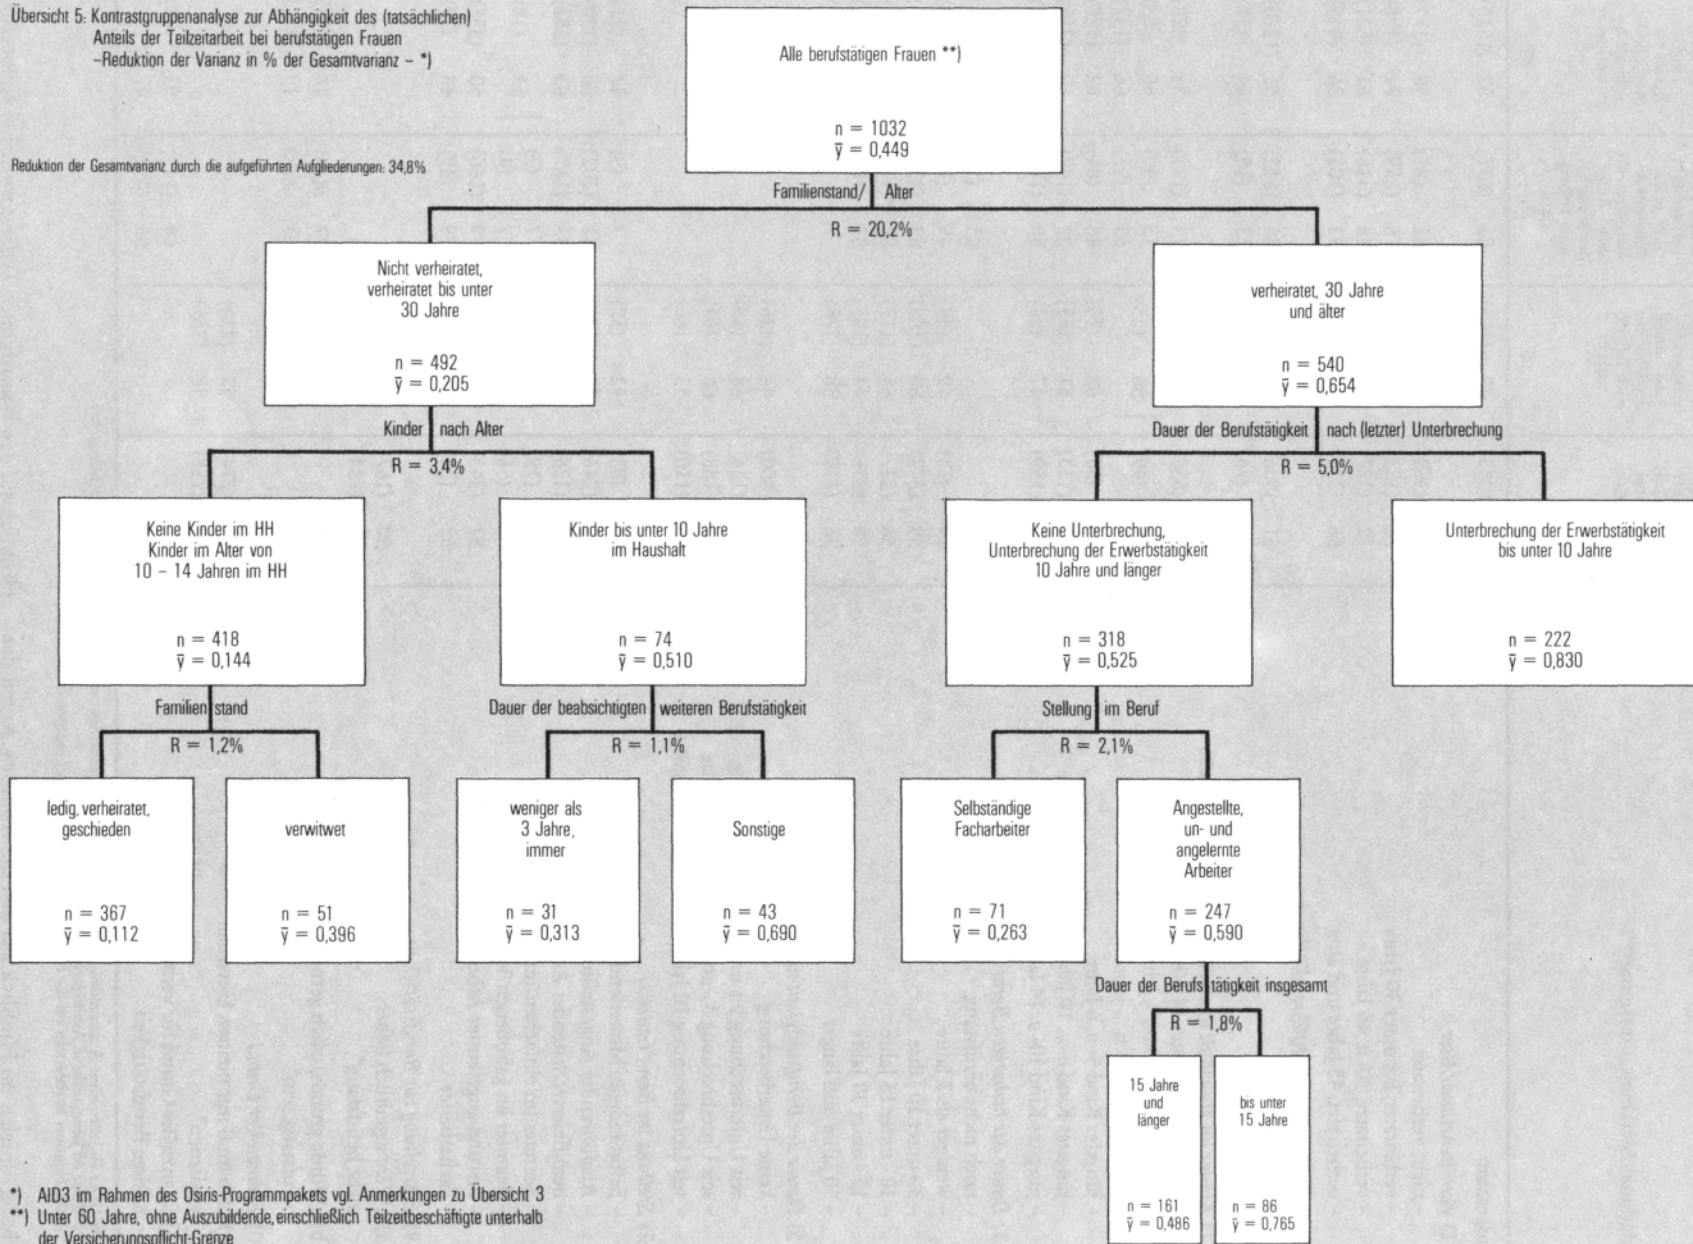 Übersicht 5: Kontrastgruppenanalyse zur Abhängigkeit des (tatsächlichen)
Anteils der Teilzeitarbeit bei berufstätigen Frauen
–Reduktion der Varianz in % der Gesamtvarianz – *)
Reduktion der Gesamtvarianz durch die aufgeführten Aufgliederungen: 34,8%
Alle berufstätigen Frauen **)
n = 1032
ȳ = 0,449
Familienstand/ Alter
R = 20,2%
Nicht verheiratet,
verheiratet bis unter
30 Jahre
n = 492
ȳ = 0,205
verheiratet, 30 Jahre
und älter
n = 540
ȳ = 0,654
Kinder nach Alter
R = 3,4%
Dauer der Berufstätigkeit nach (letzter) Unterbrechung
R = 5,0%
Keine Kinder im HH
Kinder im Alter von
10 – 14 Jahren im HH
n = 418
ȳ = 0,144
Kinder bis unter 10 Jahre
im Haushalt
n = 74
ȳ = 0,510
Keine Unterbrechung,
Unterbrechung der Erwerbstätigkeit
10 Jahre und länger
n = 318
ȳ = 0,525
Unterbrechung der Erwerbstätigkeit
bis unter 10 Jahre
n = 222
ȳ = 0,830
Familien stand
R = 1,2%
Dauer der beabsichtigten weiteren Berufstätigkeit
R = 1,1%
Stellung im Beruf
R = 2,1%
ledig, verheiratet,
geschieden
n = 367
ȳ = 0,112
verwitwet
n = 51
ȳ = 0,396
weniger als
3 Jahre,
immer
n = 31
ȳ = 0,313
Sonstige
n = 43
ȳ = 0,690
Selbständige
Facharbeiter
n = 71
ȳ = 0,263
Angestellte,
un- und
angelernte
Arbeiter
n = 247
ȳ = 0,590
Dauer der Berufs tätigkeit insgesamt
R = 1,8%
15 Jahre
und
länger
n = 161
ȳ = 0,486
bis unter
15 Jahre
n = 86
ȳ = 0,765
*) AID3 im Rahmen des Osiris-Programmpakets vgl. Anmerkungen zu Übersicht 3
**) Unter 60 Jahre, ohne Auszubildende, einschließlich Teilzeitbeschäftigte unterhalb
der Versicherungspflicht-Grenze